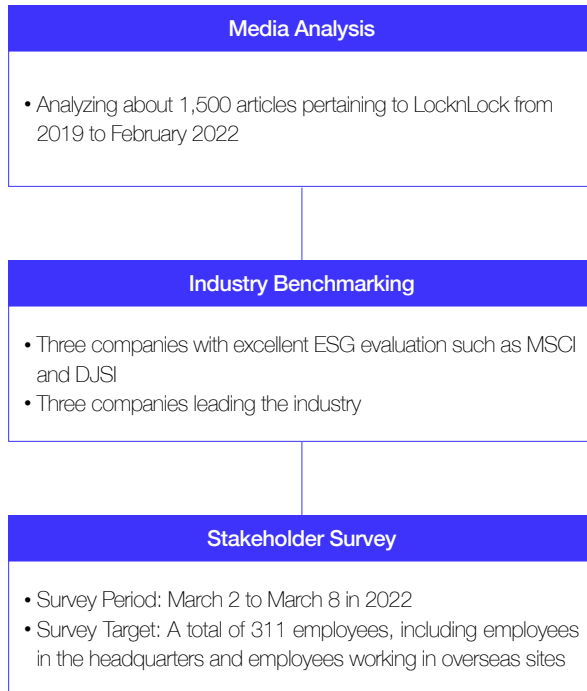 Media Analysis
• Analyzing about 1,500 articles pertaining to LocknLock from
2019 to February 2022
Industry Benchmarking
• Three companies with excellent ESG evaluation such as MSCI
and DJSI
• Three companies leading the industry
Stakeholder Survey
• Survey Period: March 2 to March 8 in 2022
• Survey Target: A total of 311 employees, including employees
in the headquarters and employees working in overseas sites